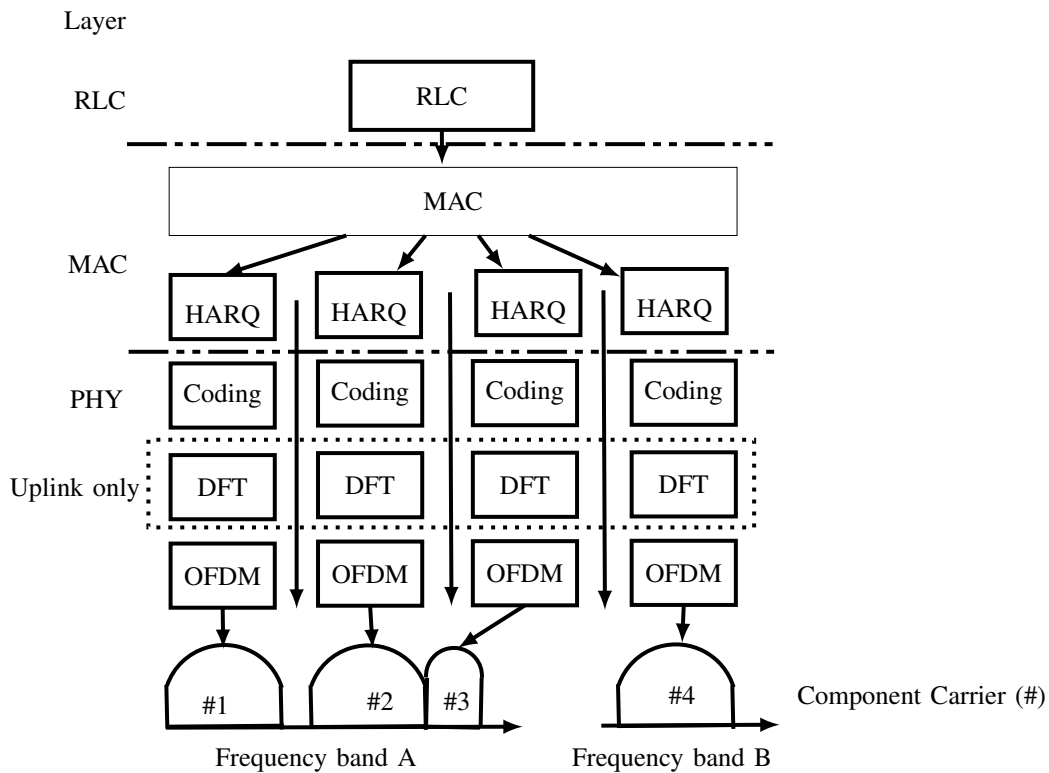 Layer
RLC
RLC
MAC
MAC
HARQ HARQ HARQ HARQ
PHY
Coding Coding Coding Coding
Uplink only
DFT DFT DFT DFT
OFDM OFDM OFDM OFDM
#1 #2 #3 #4
Component Carrier (#)
Frequency band A Frequency band B